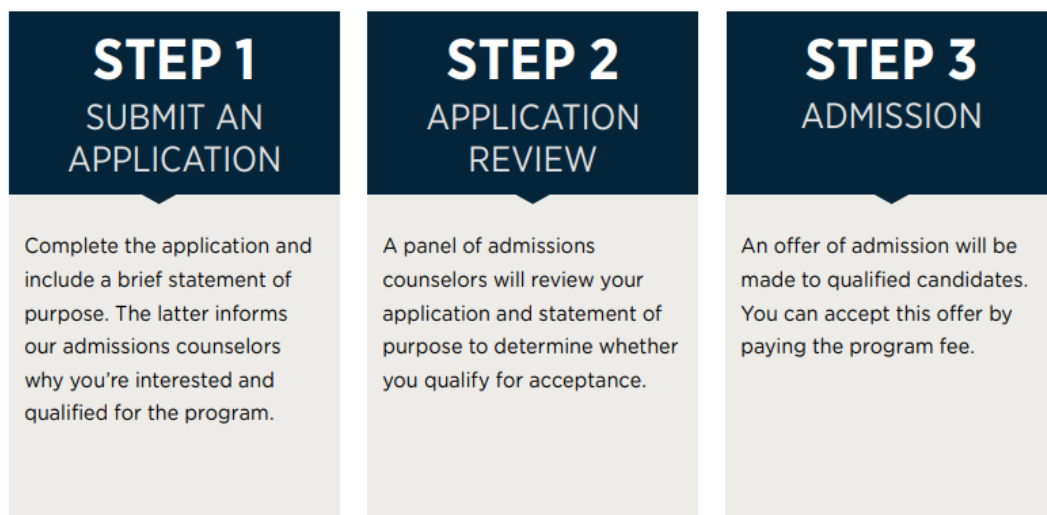 STEP 1
SUBMIT AN
APPLICATION
Complete the application and
include a brief statement of
purpose. The latter informs
our admissions counselors
why you’re interested and
qualified for the program.
STEP 2
APPLICATION
REVIEW
A panel of admissions
counselors will review your
application and statement of
purpose to determine whether
you qualify for acceptance.
STEP 3
ADMISSION
An offer of admission will be
made to qualified candidates.
You can accept this offer by
paying the program fee.